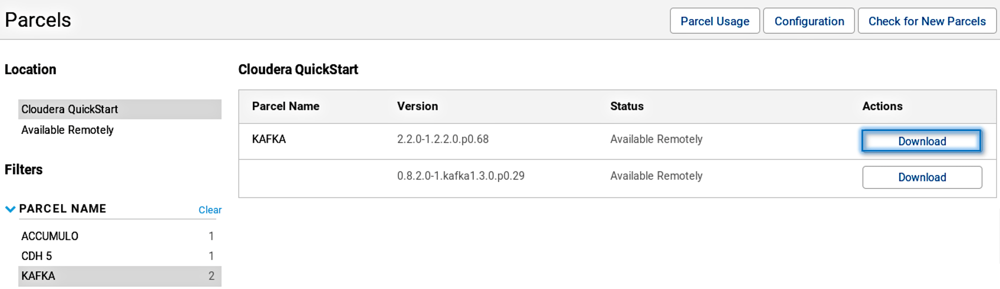 Parcels
Parcel Usage
Configuration
Check for New Parcels
Location
Cloudera QuickStart
Available Remotely
Filters
PARCEL NAME Clear
ACCUMULO 1
CDH 5 1
KAFKA 2
Cloudera QuickStart
Parcel Name Version Status Actions
KAFKA 2.2.0-1.2.2.0.p0.68 Available Remotely Download
0.8.2.0-1.kafka1.3.0.p0.29 Available Remotely Download